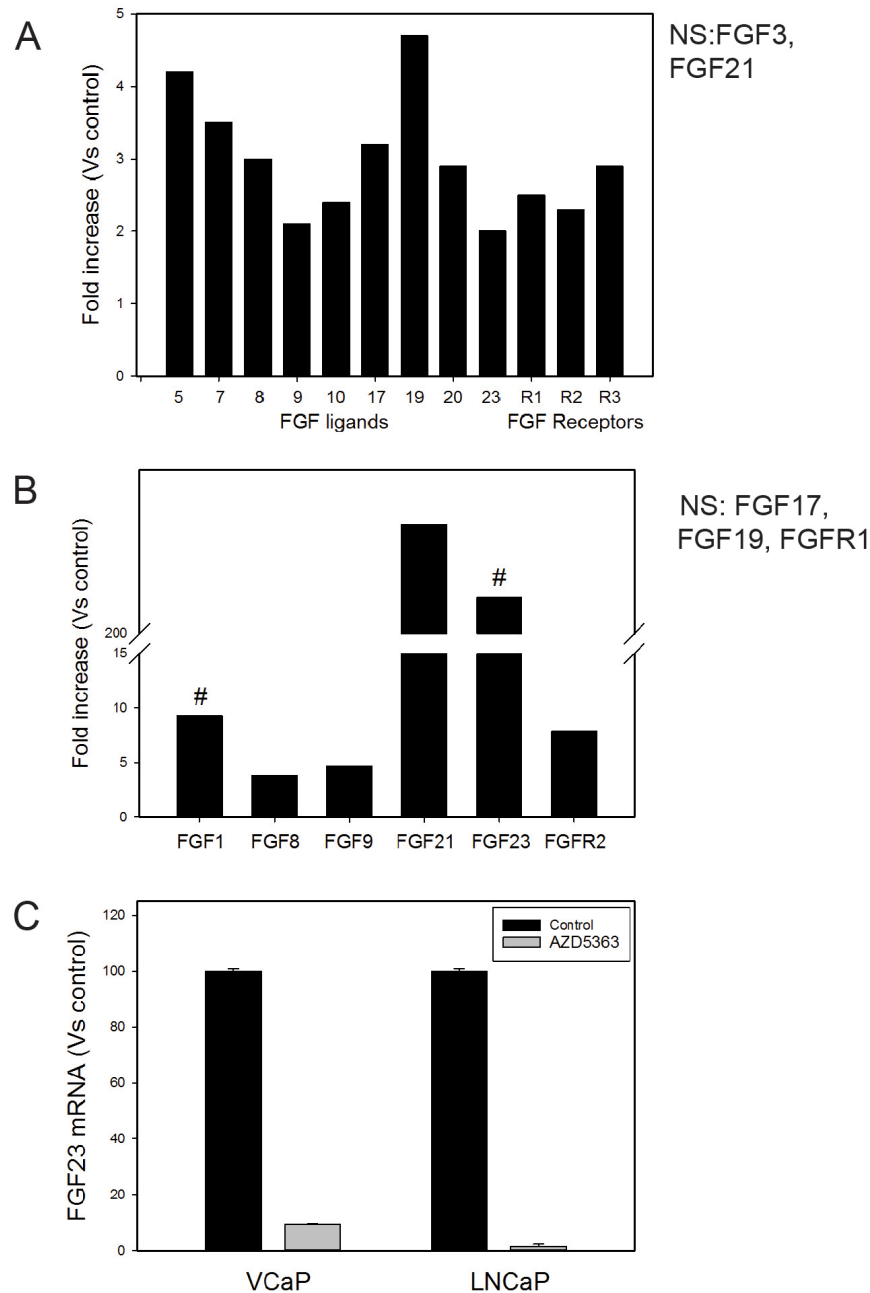 A
NS:FGF3,
FGF21
Fold increase (Vs control)
5
4
3
2
1
0
5 7 8 9 10 17 19 20 23 R1 R2 R3
FGF ligands FGF Receptors
B
NS: FGF17,
FGF19, FGFR1
Fold increase (Vs control)
200
15
10
5
0
# #
FGF1 FGF8 FGF9 FGF21 FGF23 FGFR2
C
FGF23 mRNA (Vs control)
120
100
80
60
40
20
0
Control
AZD5363
VCaP LNCaP